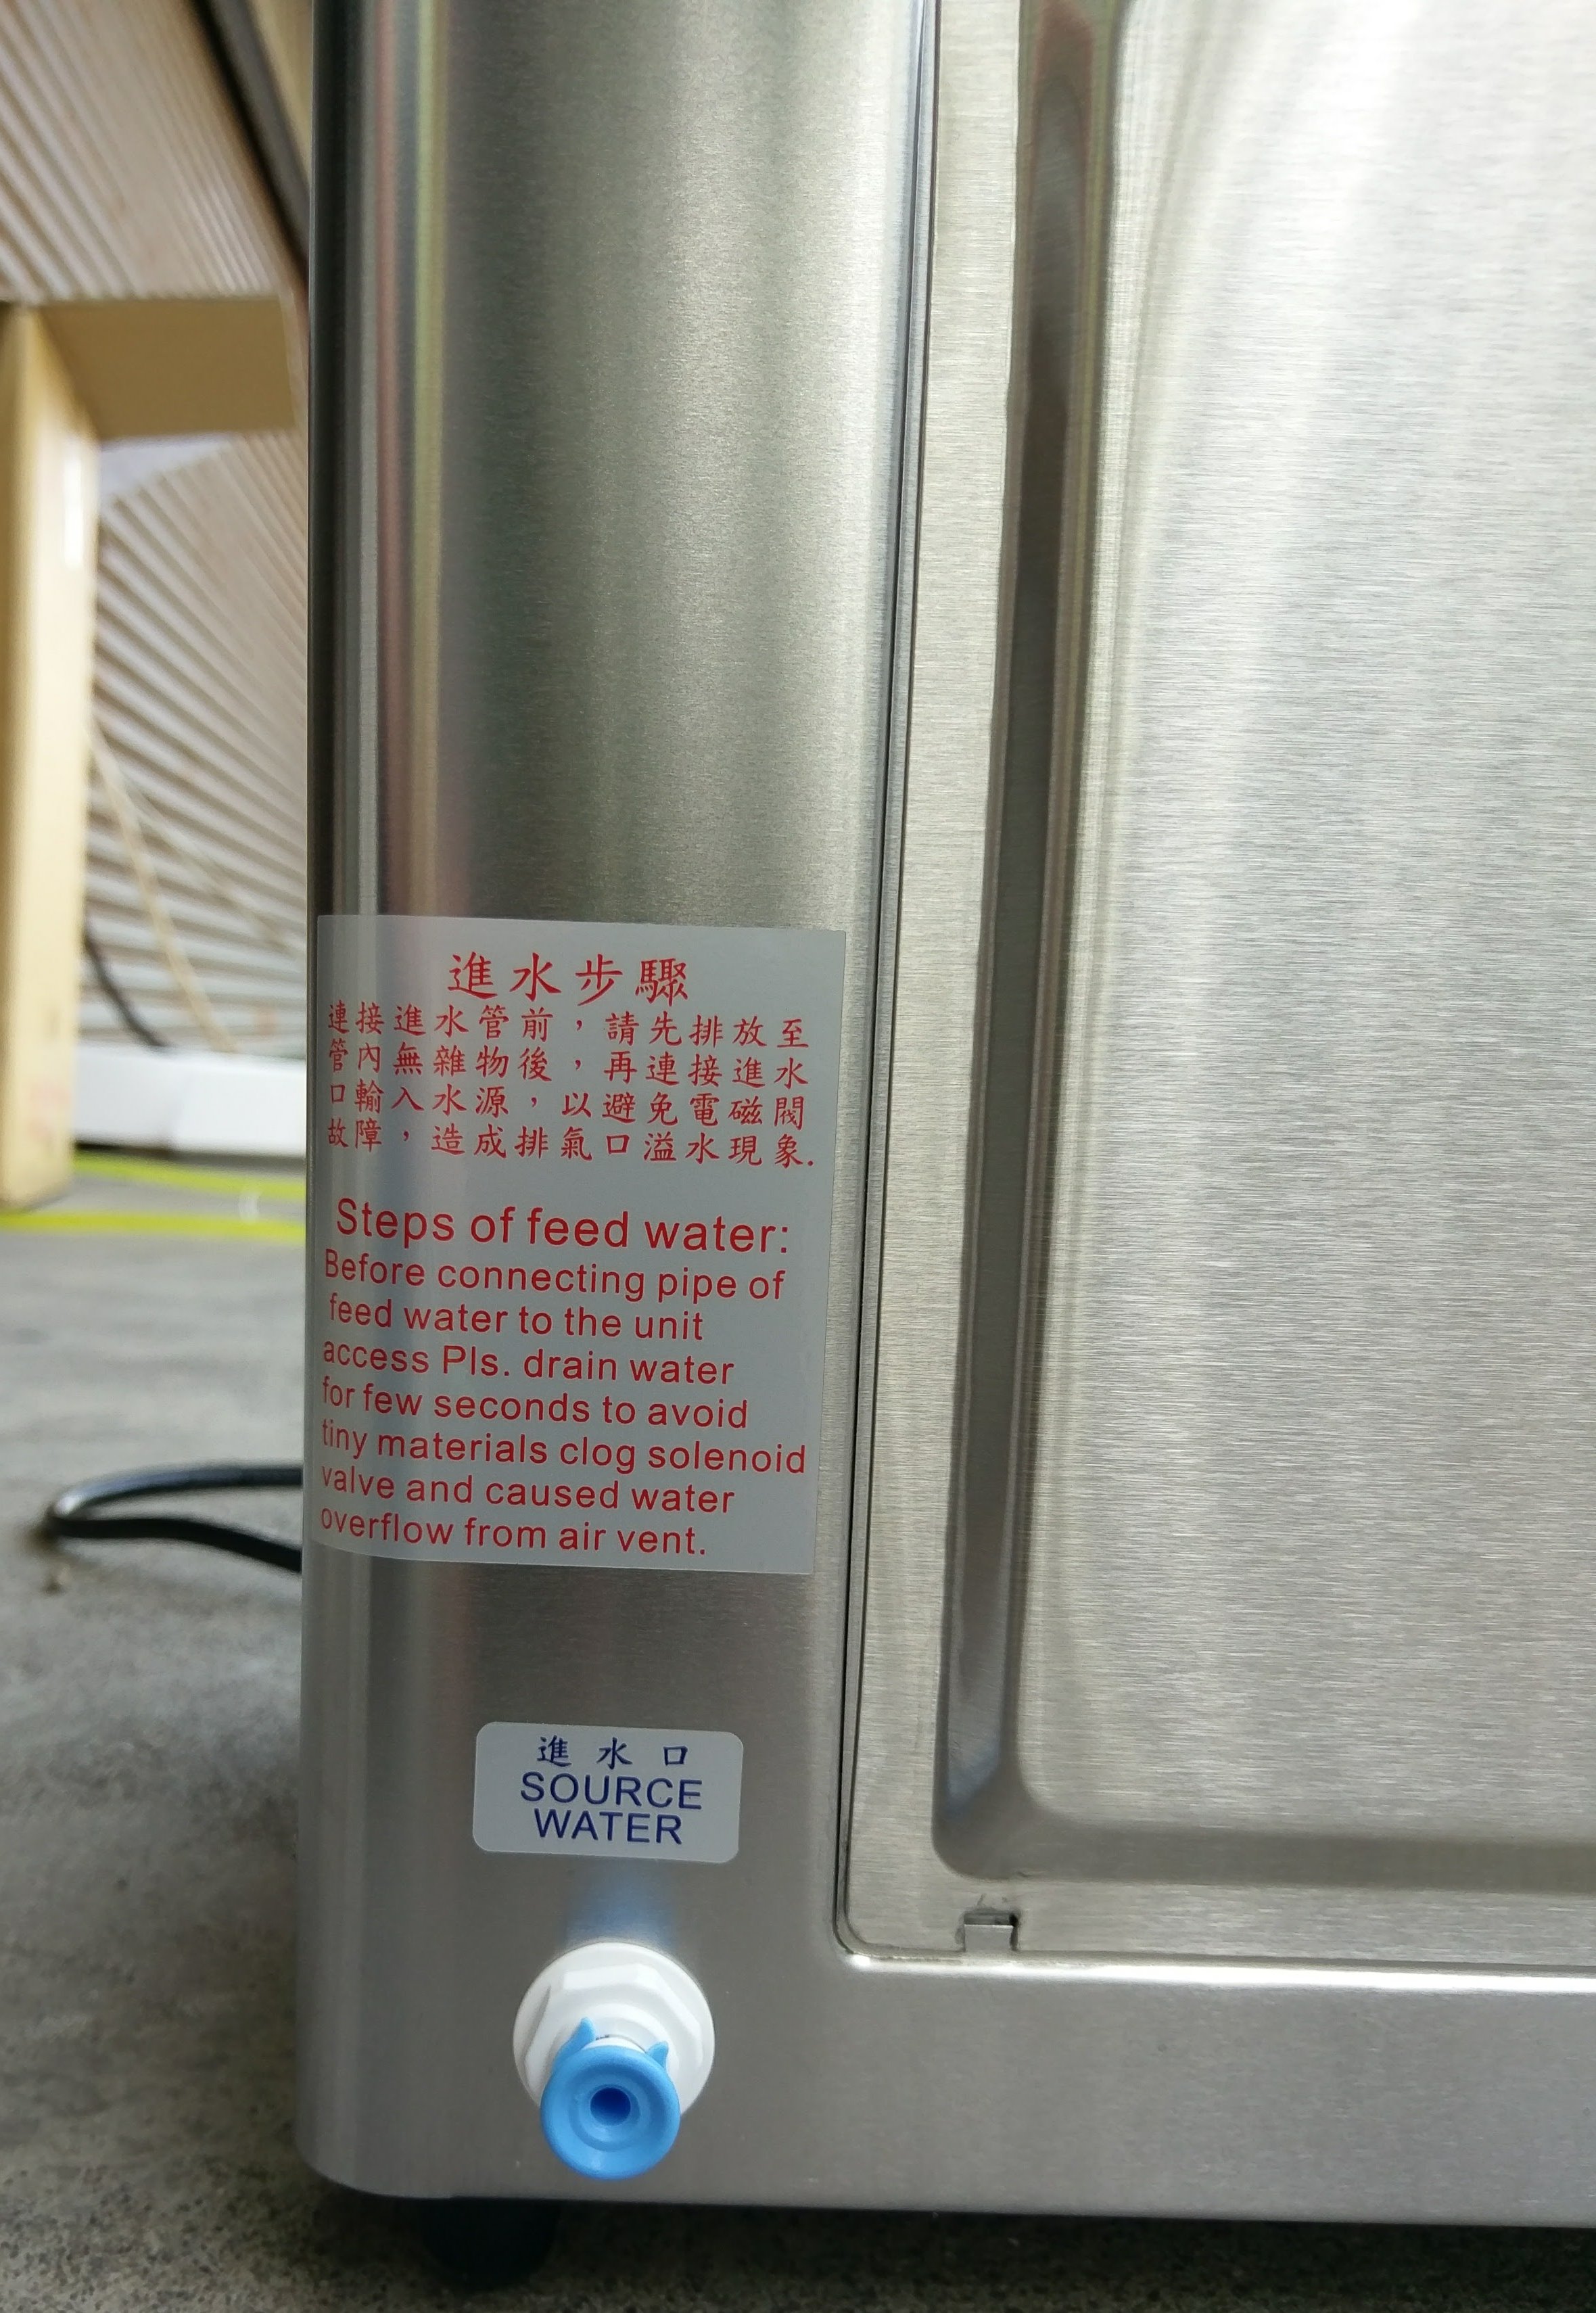 進水步驟
連接進水管前，請先排放至
管內無雜物後，再連接進水
口輸入水源，以避免電磁閥
故障，造成排氣口溢水現象.
Steps of feed water:
Before connecting pipe of
feed water to the unit
access Pls. drain water
for few seconds to avoid
tiny materials clog solenoid
valve and caused water
overflow from air vent.
進水口
SOURCE
WATER